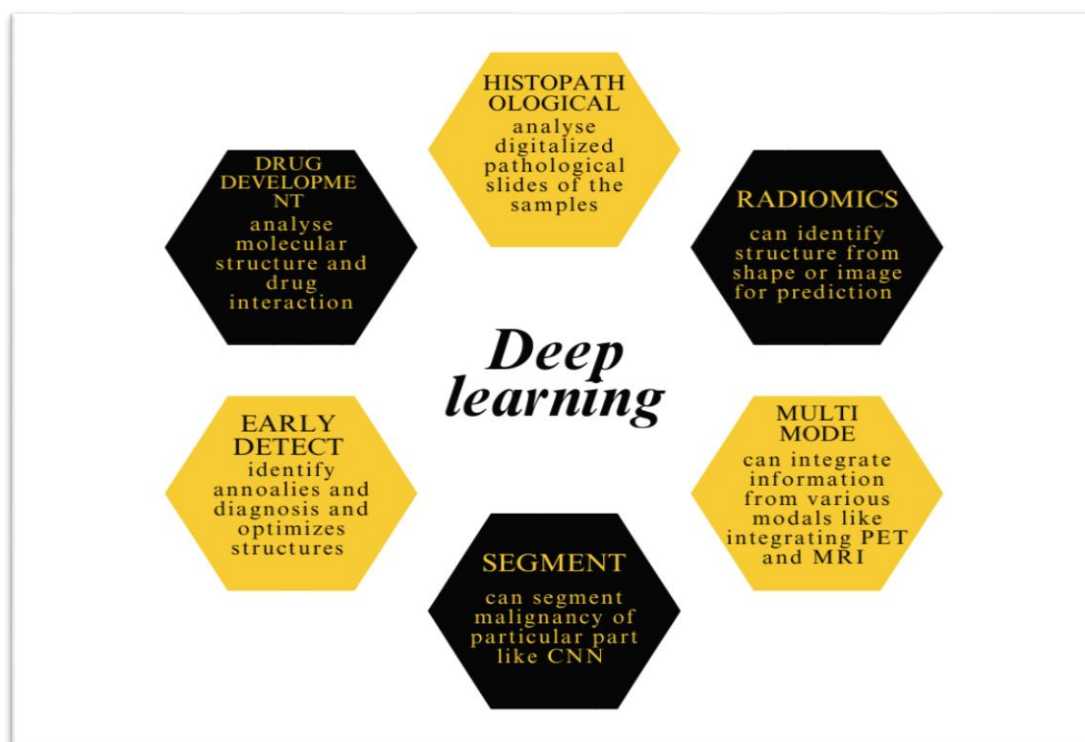 HISTOPATH
OLOGICAL
analyse
digitalized
pathological
slides of the
samples
DRUG
DEVELOPME
NT
analyse
molecular
structure and
drug
interaction
RADIOMICS
can identify
structure from
shape or image
for prediction
Deep
learning
EARLY
DETECT
identify
annoalies and
diagnosis and
optimizes
structures
MULTI
MODE
can integrate
information
from various
modals like
integrating PET
and MRI
SEGMENT
can segment
malignancy of
particular part
like CNN